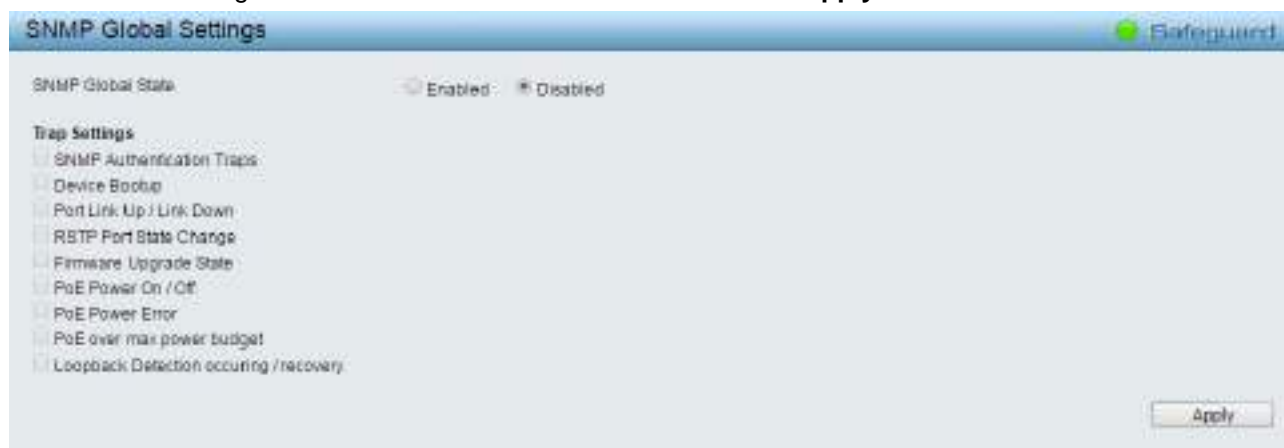 Apply
SNMP Global Settings
Safeguard
SNMP Global State
Enabled
Disabled
Trap Settings
SNMP Authentication Traps
Device Bootup
Port Link Up / Link Down
RSTP Port State Change
Firmware Upgrade State
PoE Power On / Off
PoE Power Error
PoE over max power budget
Loopback Detection occuring / recovery
Apply